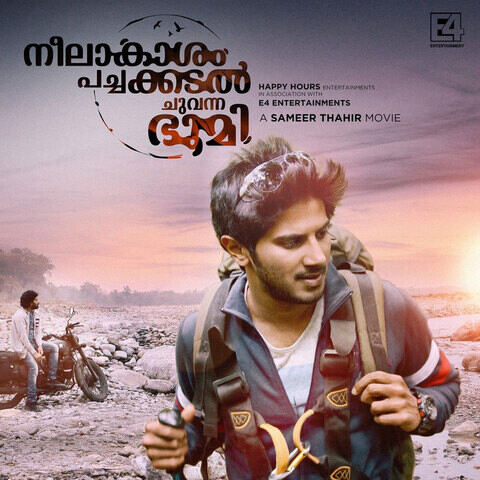 E4
ENTERTAINMENT
നീലാകാശം
പച്ചക്കടൽ
ചുവന്ന
ഭൂമി
HAPPY HOURS ENTERTAINMENTS
IN ASSOCIATION WITH
E4 ENTERTAINMENTS
A SAMEER THAHIR MOVIE